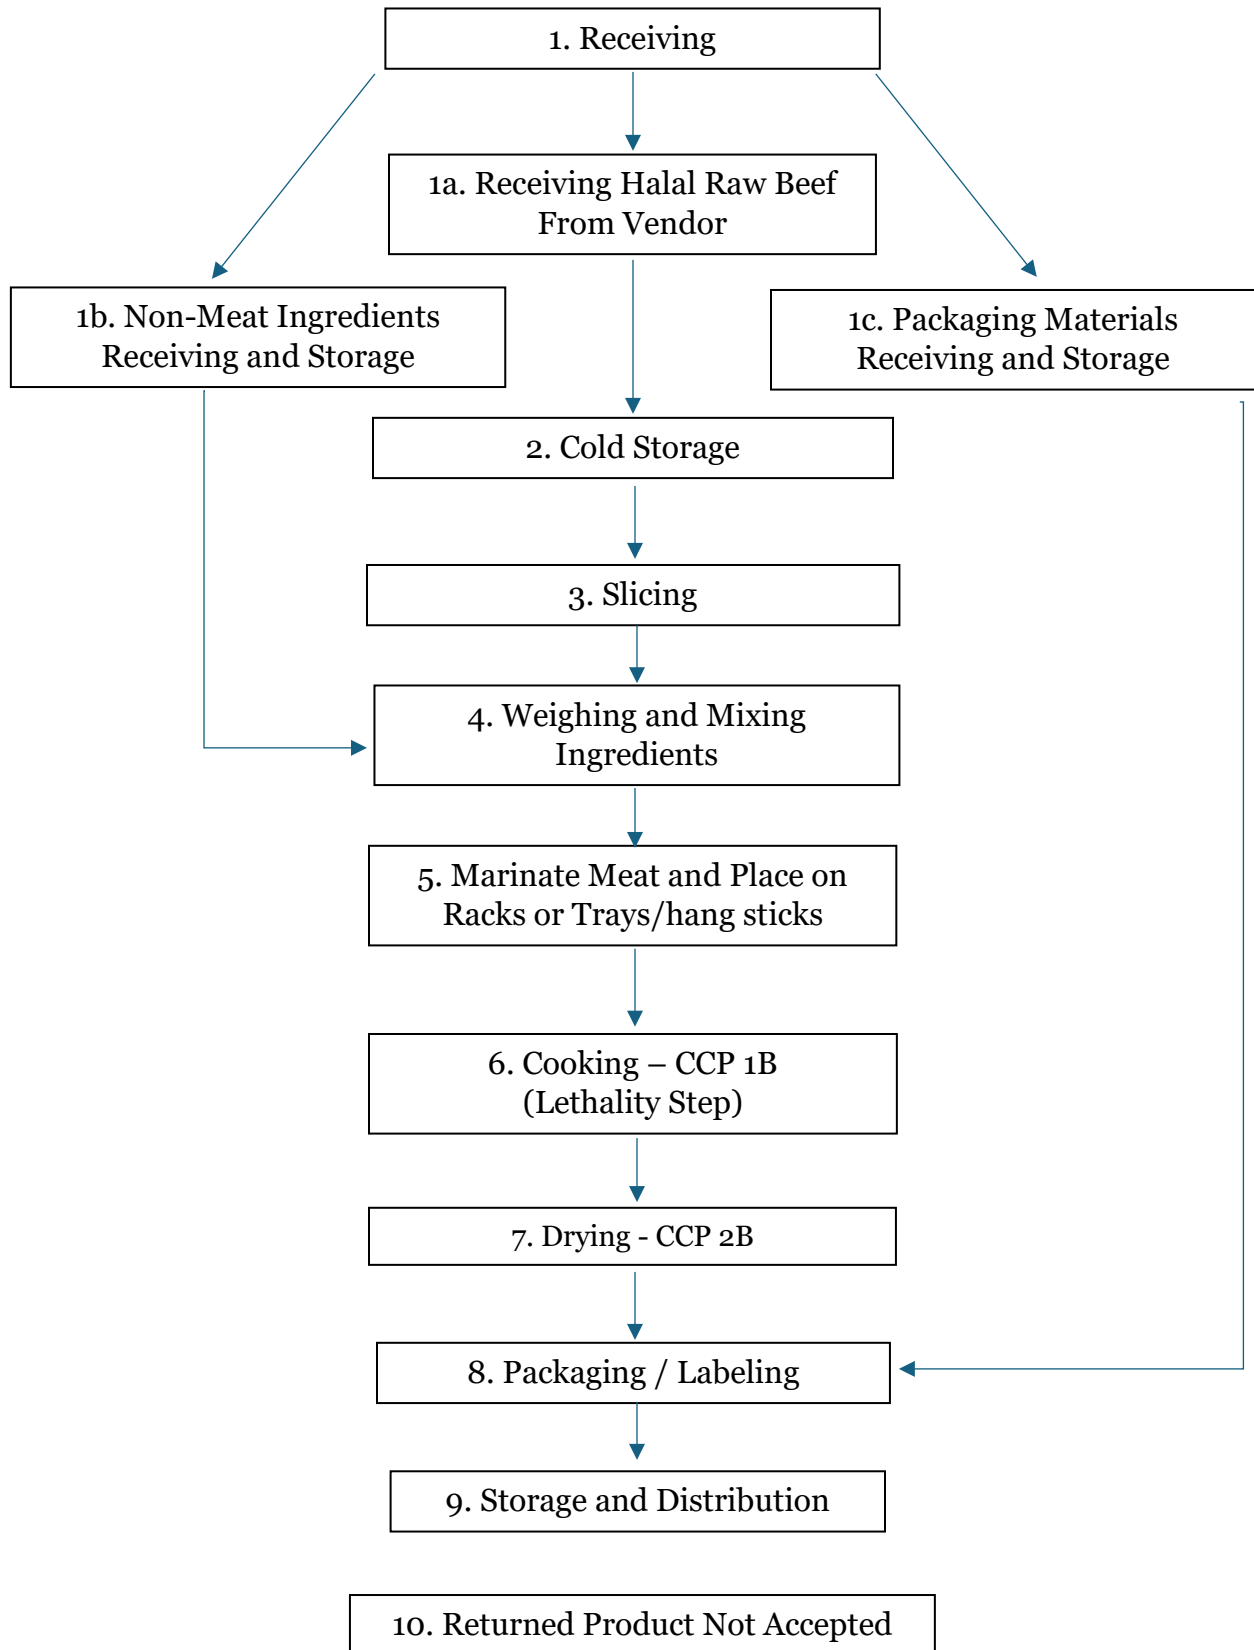 1. Receiving
1a. Receiving Halal Raw Beef
From Vendor
1b. Non-Meat Ingredients
Receiving and Storage
1c. Packaging Materials
Receiving and Storage
2. Cold Storage
3. Slicing
4. Weighing and Mixing
Ingredients
5. Marinate Meat and Place on
Racks or Trays/hang sticks
6. Cooking – CCP 1B
(Lethality Step)
7. Drying - CCP 2B
8. Packaging / Labeling
9. Storage and Distribution
10. Returned Product Not Accepted